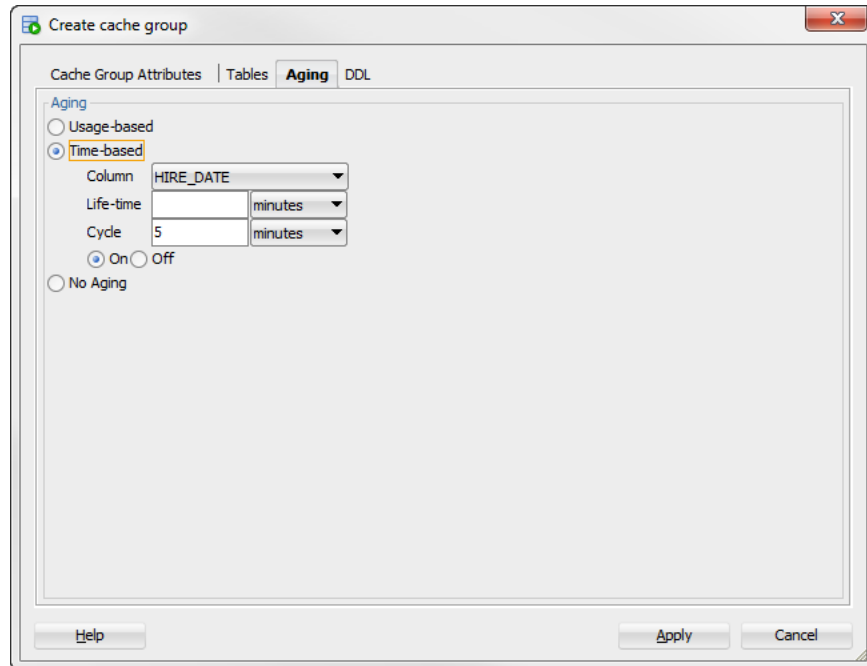 Create cache group
Cache Group Attributes Tables Aging DDL
Aging
Usage-based
Time-based
Column HIRE_DATE
Life-time minutes
Cycle 5 minutes
On Off
No Aging
Help Apply Cancel